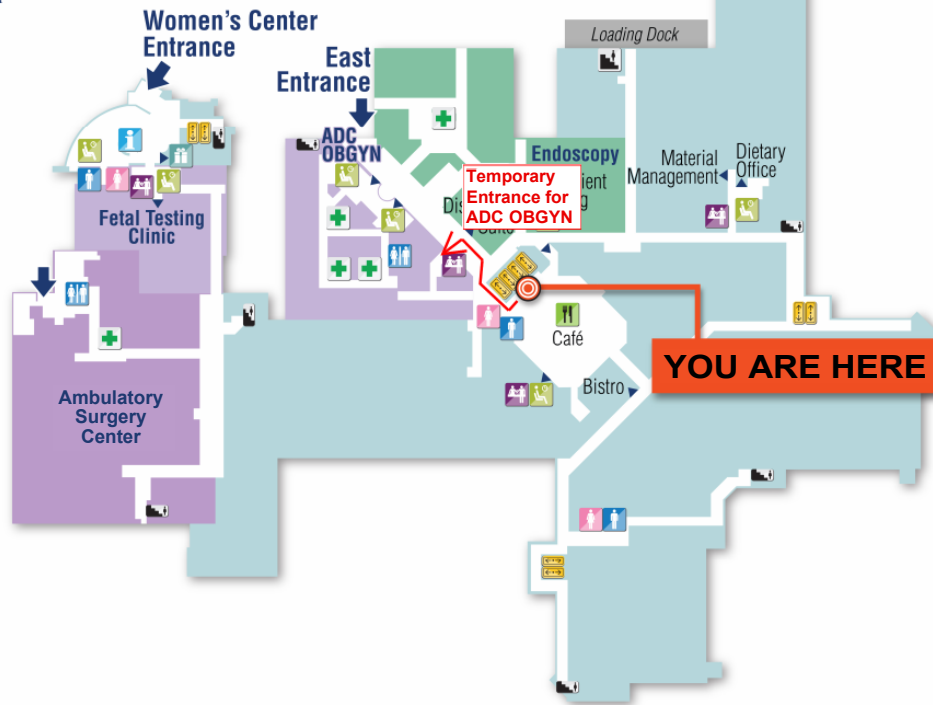 Women's Center
Entrance
East
Entrance
Loading Dock
ADC
OBGYN
Endoscopy
Temporary
Entrance for
ADC OBGYN
Material
Management
Dietary
Office
Fetal Testing
Clinic
Café
YOU ARE HERE
Bistro
Ambulatory
Surgery
Center